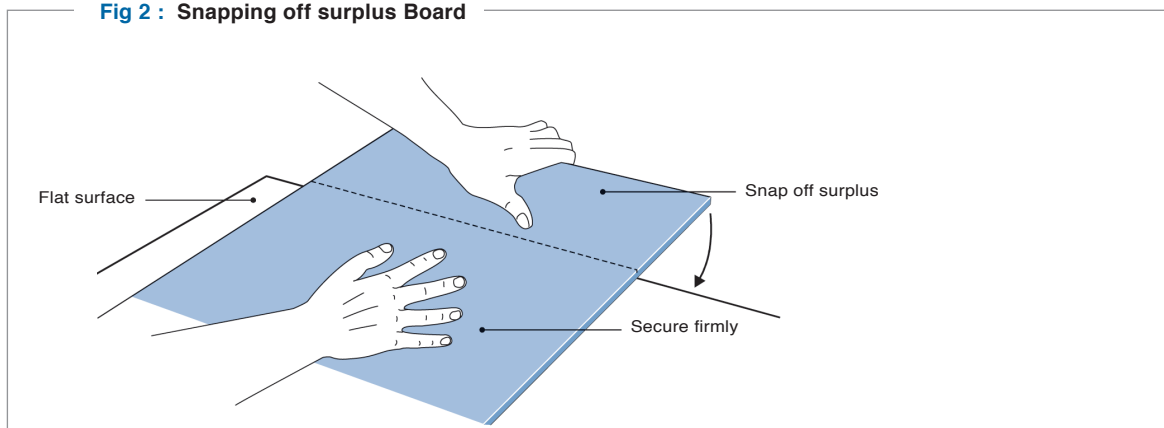 Fig 2 : Snapping off surplus Board
Flat surface
Snap off surplus
Secure firmly